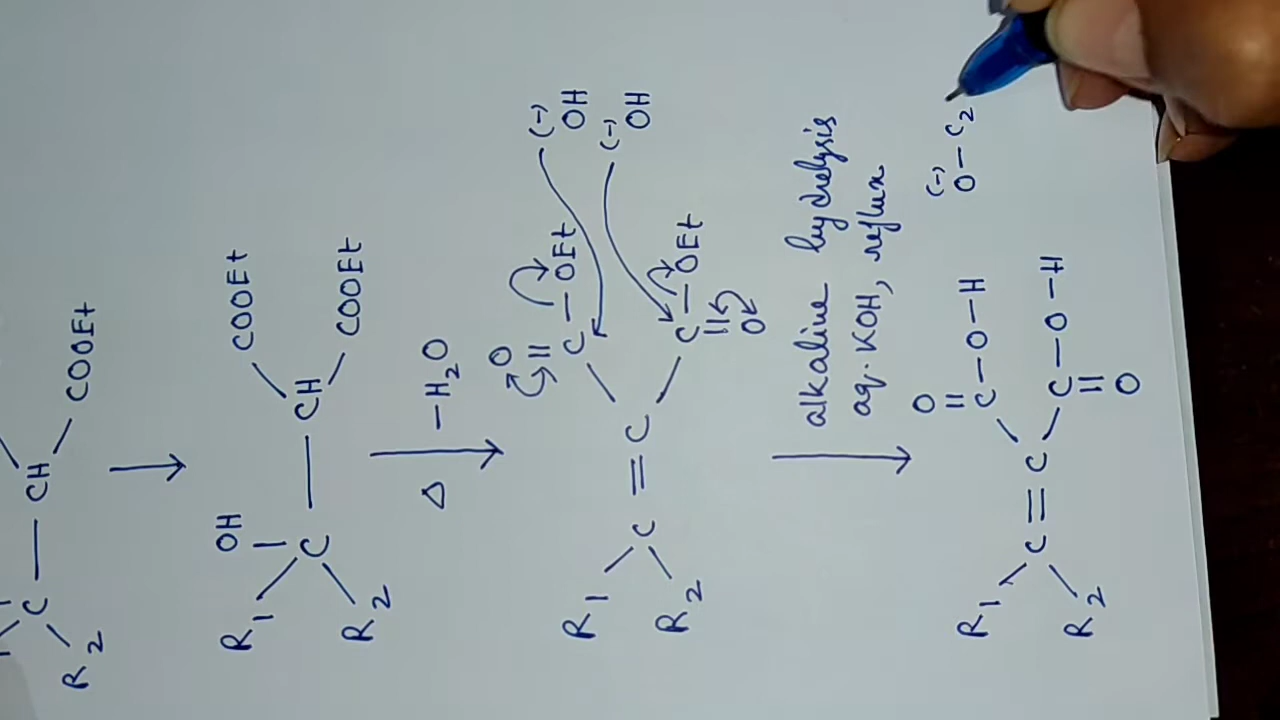 COOEt
C — CH
R2
COOEt
OH
R1
C — CH
R2
COOEt
COOEt
Δ
-H2O
R1
C = C
R2
O
||
C - OEt
C - OEt
||
O
(-)
OH
(-)
OH
alkaline hydrolysis
aq. KOH, reflux
R1
C = C
R2
O
||
C - O - H
C - O - H
||
O
(-)
O - C2